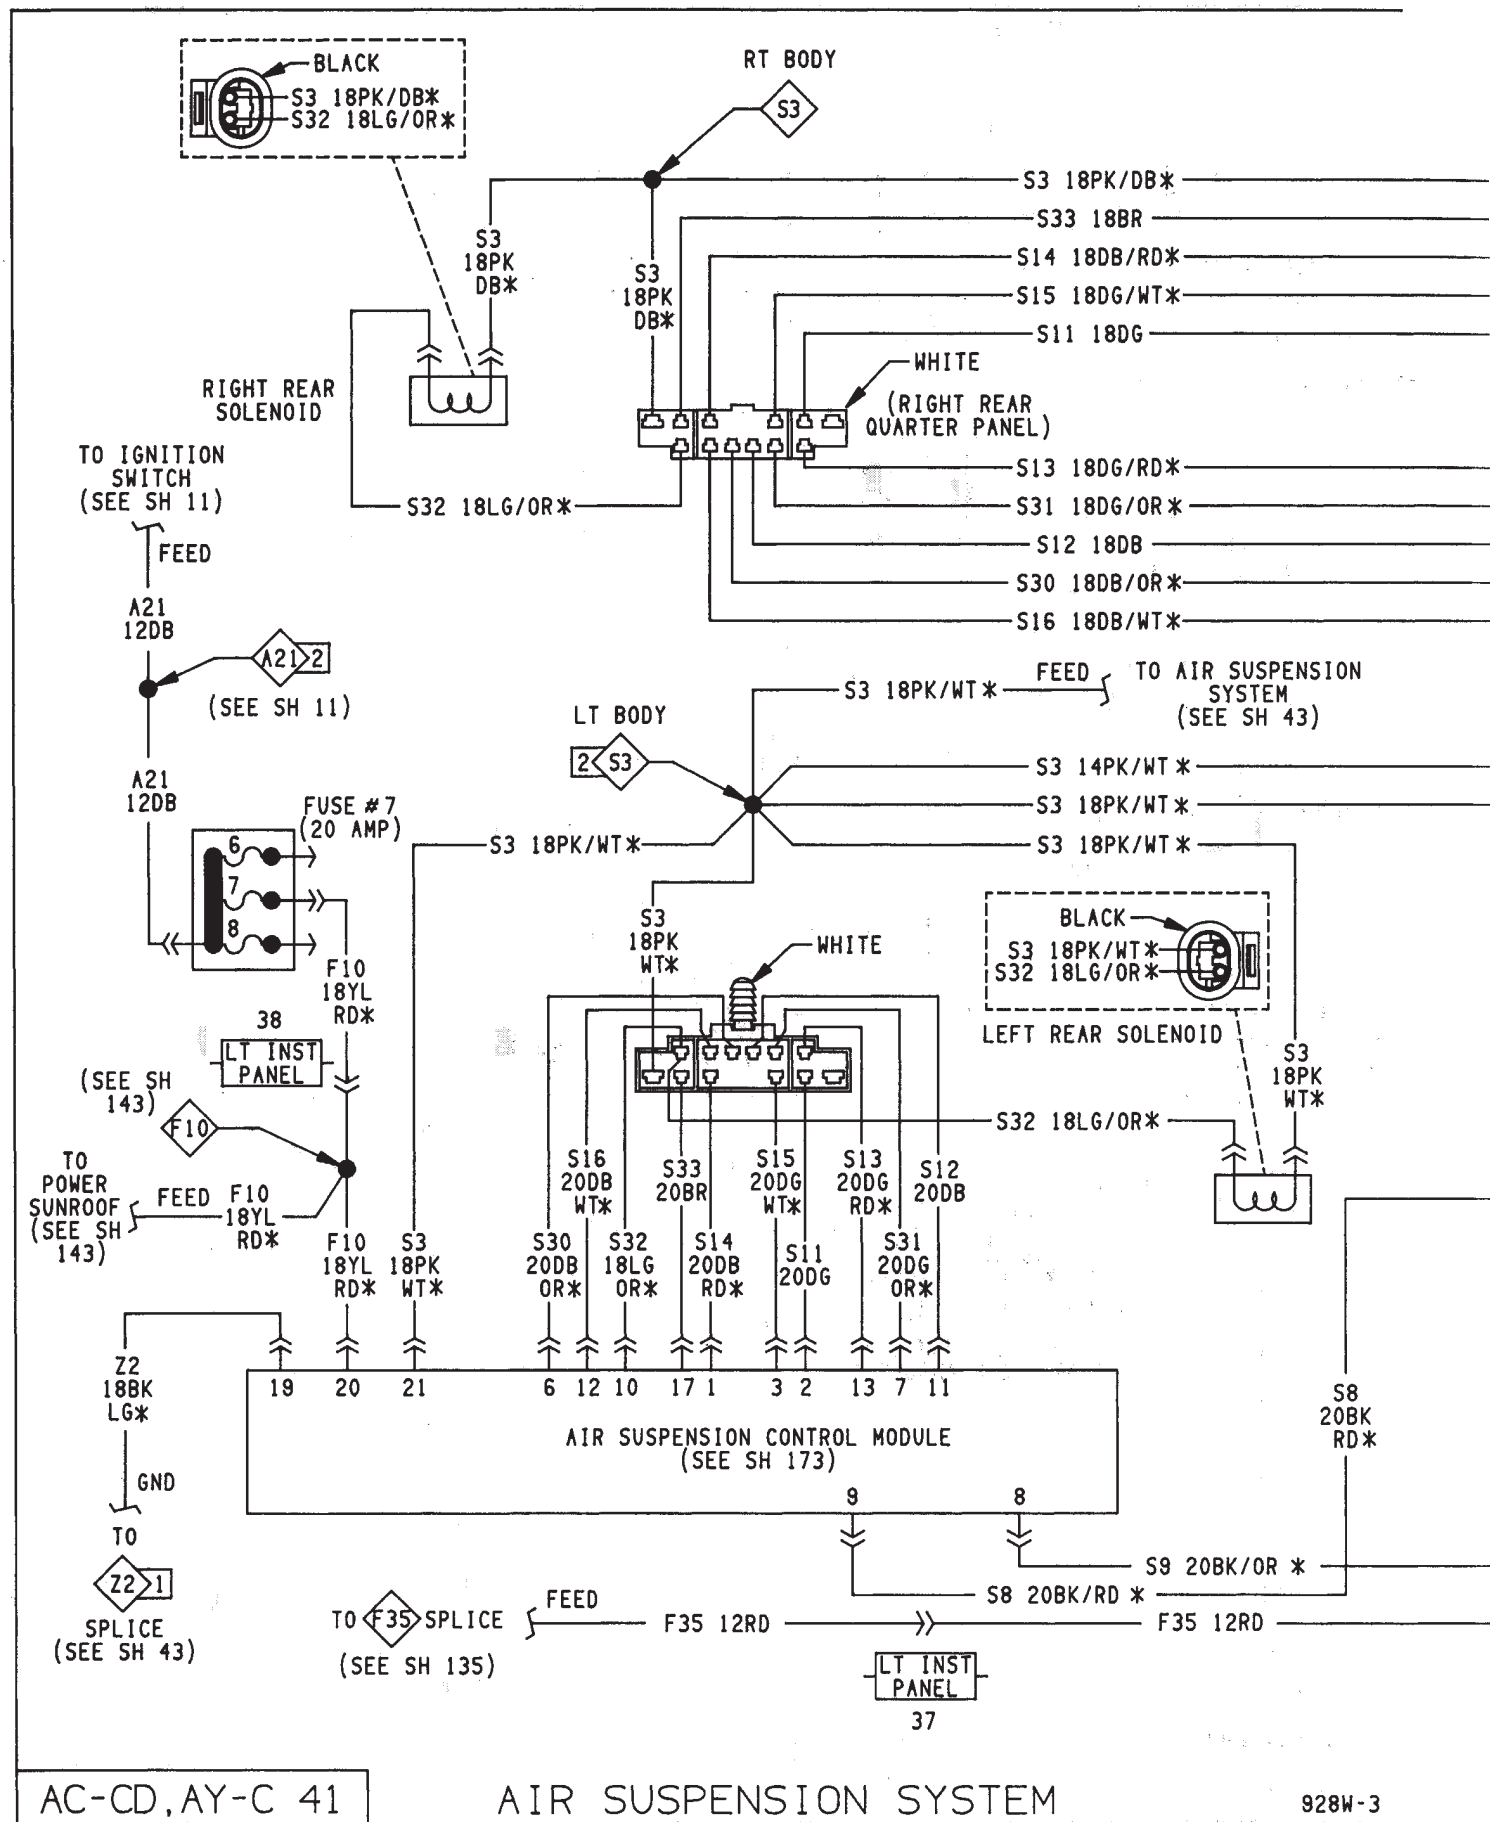 BLACK
S3 18PK/DB*
S32 18LG/OR*
RT BODY
S3
S3 18PK/DB*
S33 18BR
S14 18DB/RD*
S15 18DG/WT*
S11 18DG
S3
18PK
DB*
S3
18PK
DB*
WHITE
(RIGHT REAR
QUARTER PANEL)
RIGHT REAR
SOLENOID
S13 18DG/RD*
S31 18DG/OR*
S12 18DB
S30 18DB/OR*
S16 18DB/WT*
S32 18LG/OR*
TO IGNITION
SWITCH
(SEE SH 11)
FEED
A21
12DB
A21 2
(SEE SH 11)
A21
12DB
S3 18PK/WT*
FEED
TO AIR SUSPENSION
SYSTEM
(SEE SH 43)
LT BODY
2 S3
S3 14PK/WT*
S3 18PK/WT*
S3 18PK/WT*
S3 18PK/WT*
FUSE #7
(20 AMP)
6
7
8
F10
18YL
RD*
S3
18PK
WT*
WHITE
BLACK
S3 18PK/WT*
S32 18LG/OR*
LEFT REAR SOLENOID
S3
18PK
WT*
38
LT INST
PANEL
(SEE SH
143)
F10
TO
POWER
SUNROOF
(SEE SH
143)
FEED
F10
18YL
RD*
F10
18YL
RD*
S3
18PK
WT*
S32 18LG/OR*
S16
20DB
WT*
S33
20BR
S15
20DG
WT*
S13
20DG
RD*
S12
20DB
S30
20DB
OR*
S32
18LG
OR*
S14
20DB
RD*
S11
20DG
S31
20DG
OR*
Z2
18BK
LG*
GND
TO
Z2 1
SPLICE
(SEE SH 43)
19 20 21 6 12 10 17 1 3 2 13 7 11
AIR SUSPENSION CONTROL MODULE
(SEE SH 173)
9 8
S8
20BK
RD*
S9 20BK/OR *
S8 20BK/RD *
TO F35 SPLICE
(SEE SH 135)
FEED
F35 12RD
F35 12RD
LT INST
PANEL
37
AC-CD,AY-C 41
AIR SUSPENSION SYSTEM
928W-3